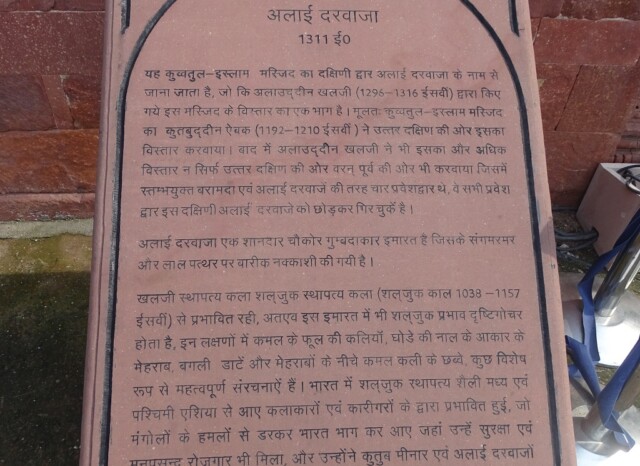 अलाई दरवाजा
1311 ई0
यह कुव्वतुल–इस्लाम मस्जिद का दक्षिणी द्वार अलाई दरवाजा के नाम से
जाना जाता है, जो कि अलाउद्दीन खलजी (1296–1316 ईसवीं) द्वारा किए
गये इस मस्जिद के विस्तार का एक भाग है। मूलतः कुव्वतुल–इस्लाम मस्जिद
का कुतबुद्दीन ऐबक (1192–1210 ईसवीं ) ने उत्तर दक्षिण की ओर इसका
विस्तार करवाया। बाद में अलाउद्दीन खलजी ने भी इसका और अधिक
विस्तार न सिर्फ उत्तर दक्षिण की ओर वरन् पूर्व की ओर भी करवाया जिसमें
स्तम्भयुक्त बरामदा एवं अलाई दरवाजे की तरह चार प्रवेशद्वार थे, वे सभी प्रवेश
द्वार इस दक्षिणी अलाई दरवाजे को छोड़कर गिर चुके है।
अलाई दरवाजा एक शानदार चौकोर गुम्बदाकार इमारत है जिसके संगमरमर
और लाल पत्थर पर बारीक नक्काशी की गयी है।
खलजी स्थापत्य कला शल्जुक स्थापत्य कला (शल्जुक काल 1038 –1157
ईसवीं) से प्रभावित रही, अतएव इस इमारत में भी शल्जुक प्रभाव दृष्टिगोचर
होता है, इन लक्षणों में कमल के फूल की कलियाँ, घोडे की नाल के आकार के
मेहराब, बगली डाटें और मेहराबों के नीचे कमल कली के छब्बे, कुछ विशेष
रूप से महत्वपूर्ण संरचनाऐं हैं। भारत में शल्जुक स्थापत्य शैली मध्य एवं
पश्चिमी एशिया से आए कलाकारों एवं कारीगरों के द्वारा प्रभावित हुई, जो
मंगोलों के हमलों से डरकर भारत भाग कर आए जहां उन्हें सुरक्षा एवं
मनपसन्द रोजगार भी मिला, और उन्होंने कुतुब मीनार एवं अलाई दरवाजों